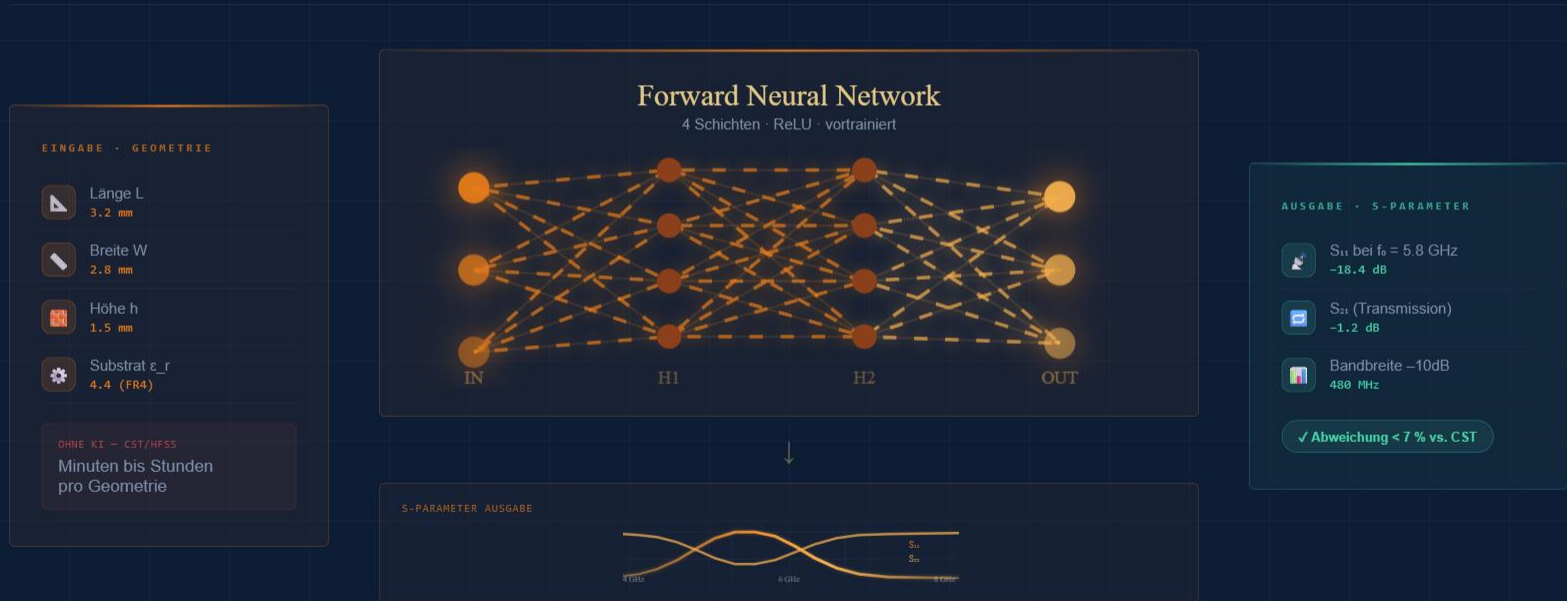 EINGABE · GEOMETRIE
Länge L
3.2 mm
Breite W
2.8 mm
Höhe h
1.5 mm
Substrat ε_r
4.4 (FR4)
OHNE KI — CST/HFSS
Minuten bis Stunden
pro Geometrie
Forward Neural Network
4 Schichten · ReLU · vortrainiert
IN
H1
H2
OUT
↓
S-PARAMETER AUSGABE
S₁₁
S₂₁
4 GHz
6 GHz
8 GHz
AUSGABE · S-PARAMETER
S₁₁ bei f₀ = 5.8 GHz
−18.4 dB
S₂₁ (Transmission)
−1.2 dB
Bandbreite –10dB
480 MHz
✓ Abweichung < 7 % vs. CST